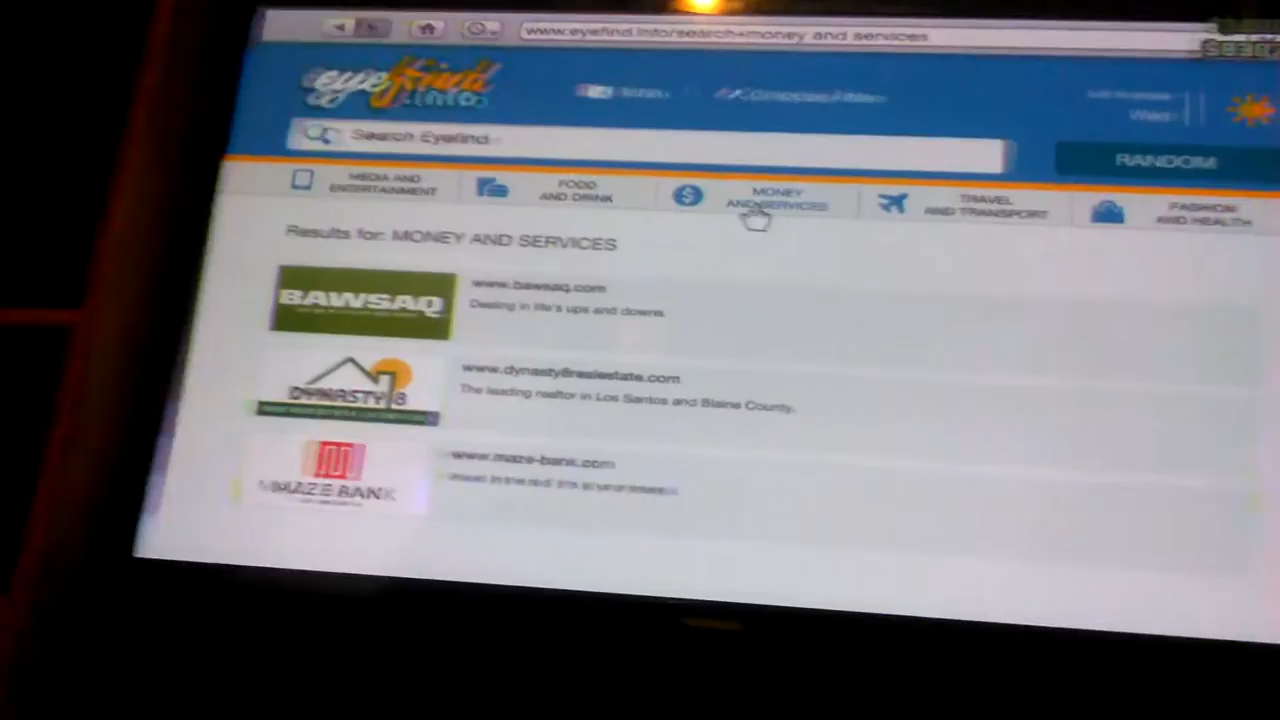 www.eyefind.info/search=money and services
eyefind
.info
Search Eyefind
RANDOM
MEDIA AND
ENTERTAINMENT
FOOD
AND DRINK
MONEY
AND SERVICES
TRAVEL
AND TRANSPORT
FASHION
AND HEALTH
Results for: MONEY AND SERVICES
BAWSAQ
www.bawsaq.com
Dealing in life's ups and downs.
DYNASTY 8
www.dynasty8realestate.com
The leading realtor in Los Santos and Blaine County.
MAZE BANK
www.maze-bank.com